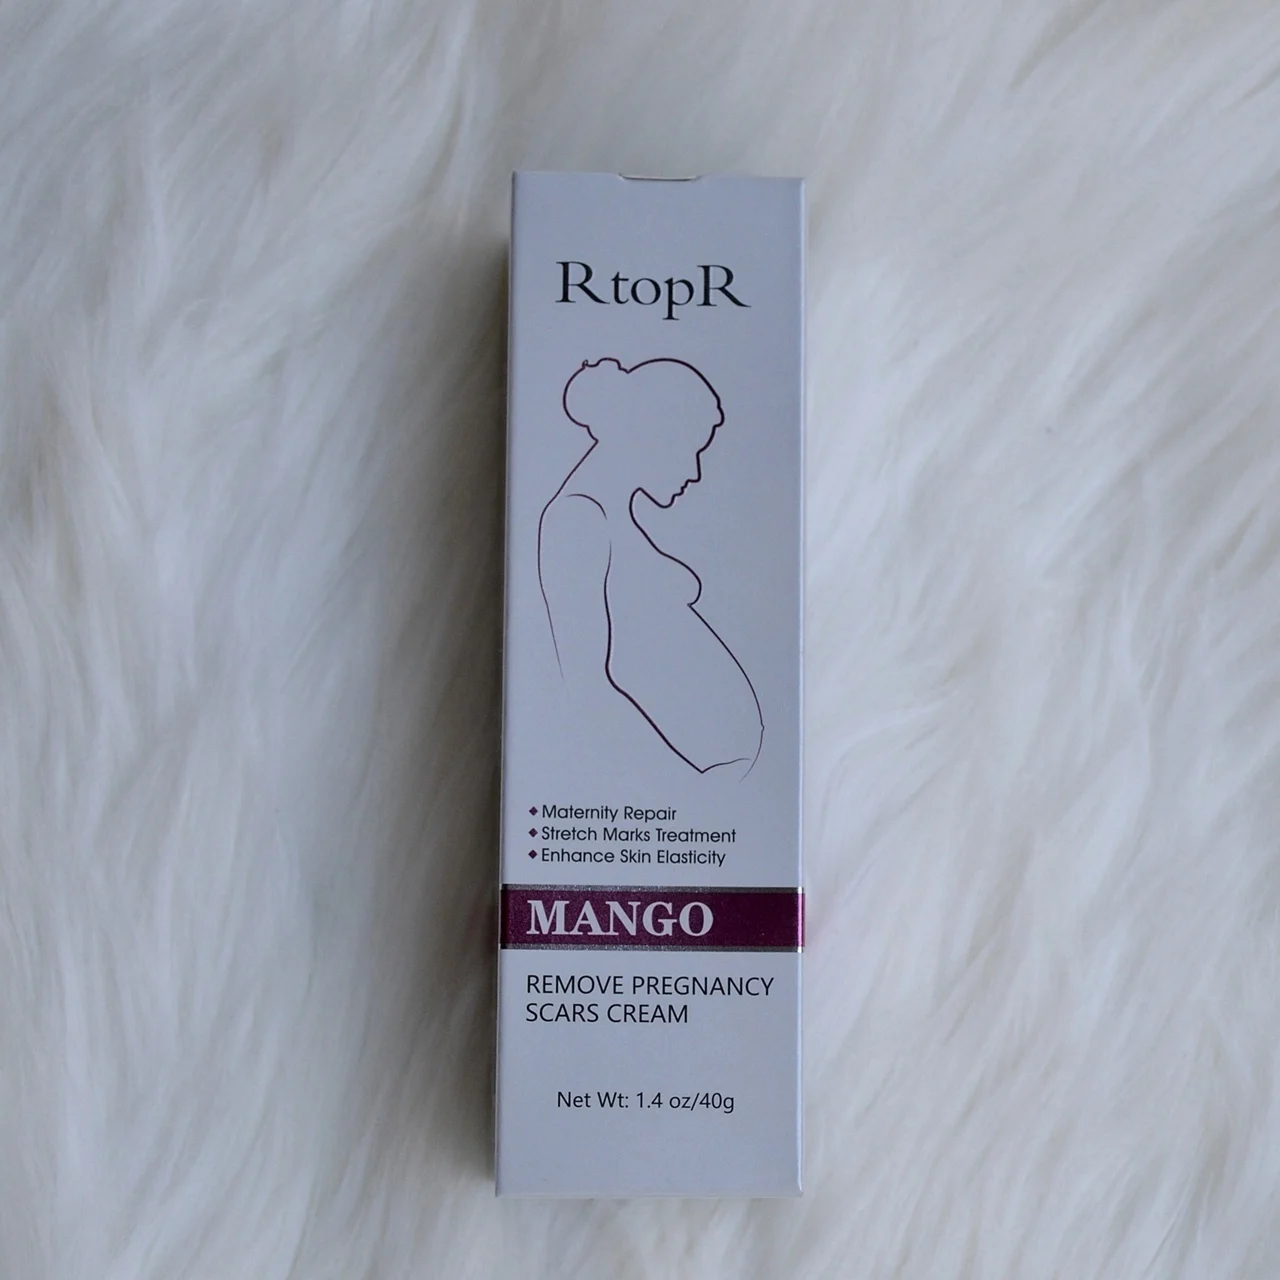 RtopR
Maternity Repair
Stretch Marks Treatment
Enhance Skin Elasticity
MANGO
REMOVE PREGNANCY
SCARS CREAM
Net Wt: 1.4 oz/40g